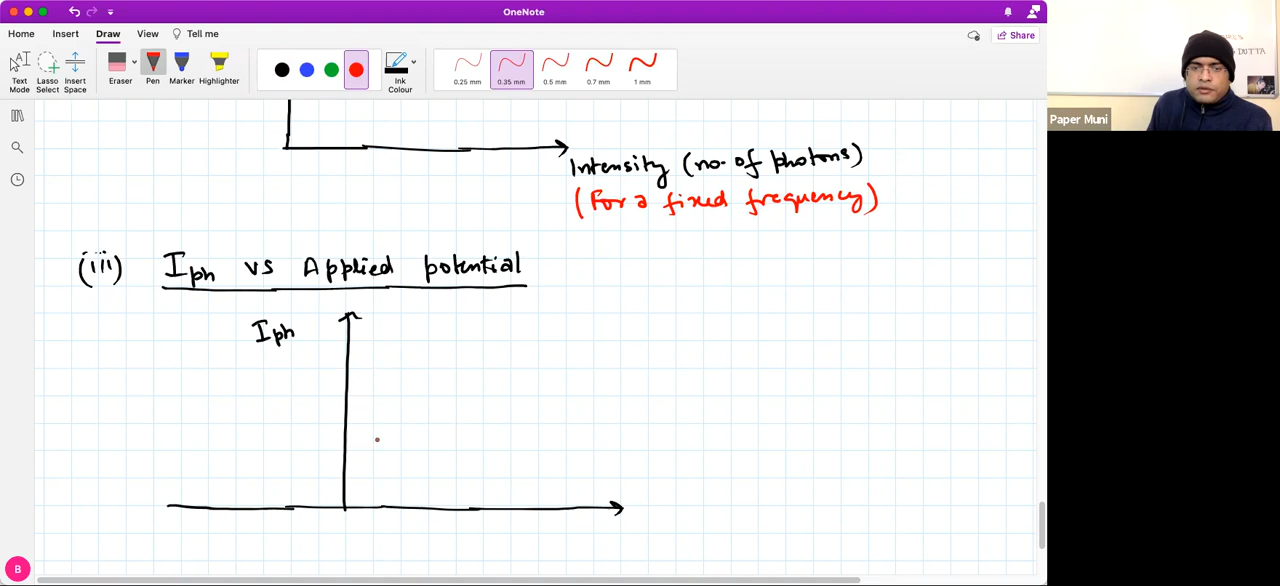 OneNote
Home Insert Draw View Tell me
Share
Text Mode
Lasso Select
Insert Space
Eraser
Pen
Marker
Highlighter
Ink Colour
0.25 mm
0.35 mm
0.5 mm
0.7 mm
1 mm
DUTTA
Paper Muni
Intensity (no. of photons)
(For a fixed frequency)
(iii) Iph vs Applied potential
Iph
B